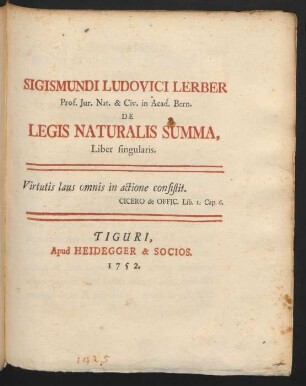 SIGISMUNDI LUDOVICI LERBER
Prof. Jur. Nat. & Civ. in Acad. Bern.
DE
LEGIS NATURALIS SUMMA,
Liber ſingularis.
Virtutis laus omnis in actione conſiſtit.
CICERO de OFFIC. Lib. 1. Cap. 6.
TIGURI,
Apud HEIDEGGER & SOCIOS.
1752.